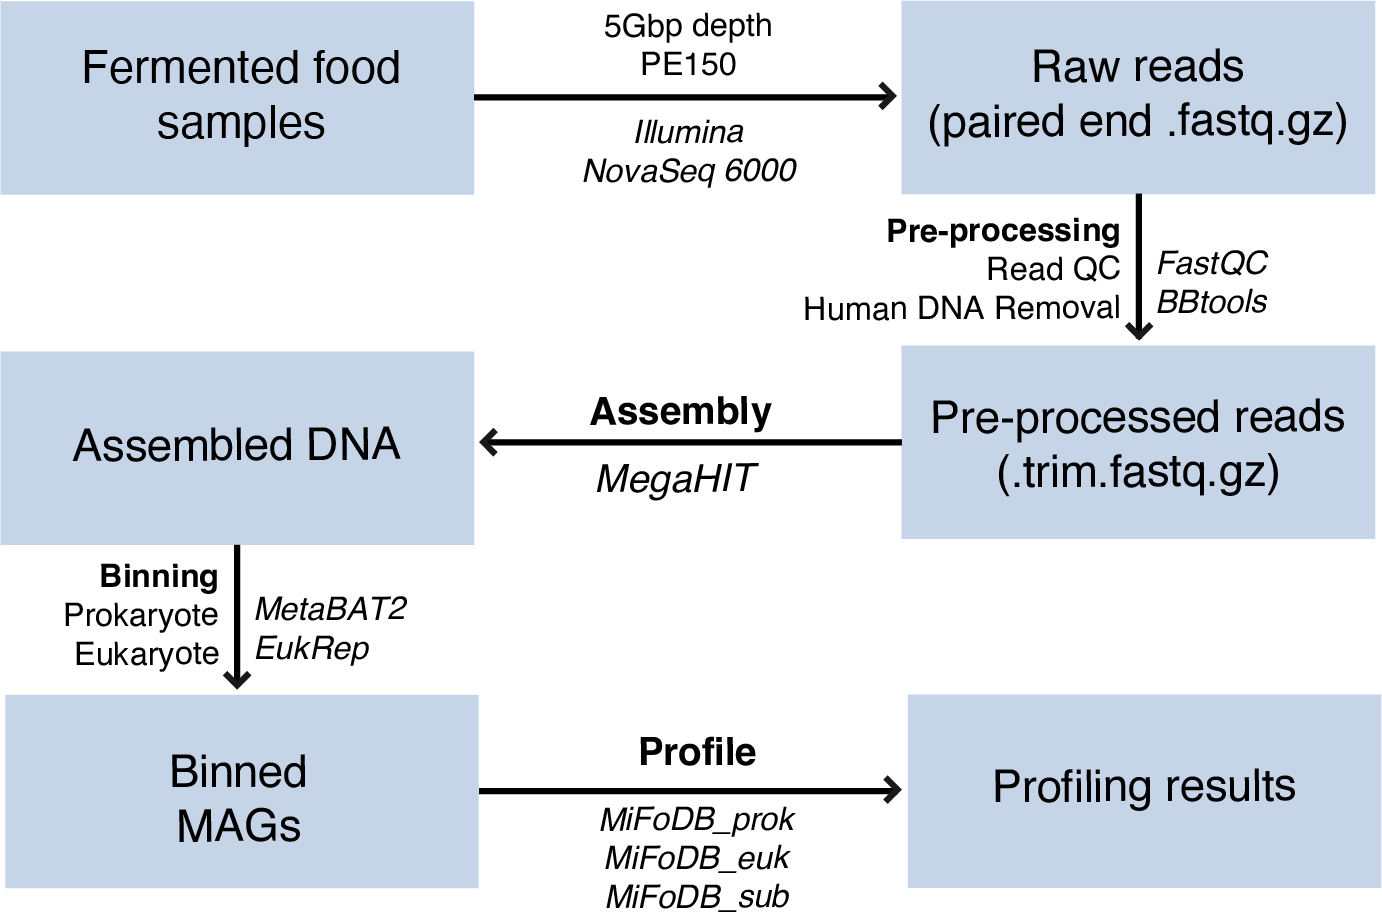 Fermented food
samples
5Gbp depth
PE150
Illumina
NovaSeq 6000
Raw reads
(paired end .fastq.gz)
Pre-processing
Read QC
Human DNA Removal
FastQC
BBtools
Pre-processed reads
(.trim.fastq.gz)
Assembly
MegaHIT
Assembled DNA
Binning
Prokaryote
Eukaryote
MetaBAT2
EukRep
Binned
MAGs
Profile
MiFoDB_prok
MiFoDB_euk
MiFoDB_sub
Profiling results